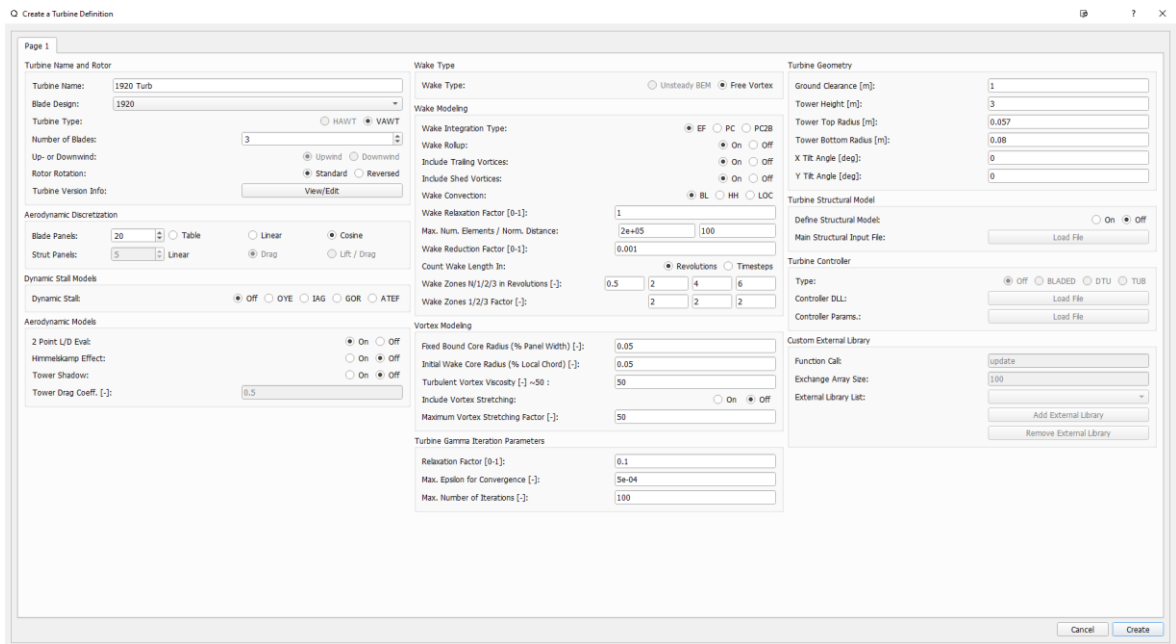 Create a Turbine Definition
?
Page 1
Turbine Name and Rotor
Turbine Name: 1920 Turb
Blade Design: 1920
Turbine Type: HAWT VAWT
Number of Blades: 3
Up- or Downwind: Upwind Downwind
Rotor Rotation: Standard Reversed
Turbine Version Info: View/Edit
Aerodynamic Discretization
Blade Panels: 20 Table Linear Cosine
Strut Panels: 5 Linear Drag Lift / Drag
Dynamic Stall Models
Dynamic Stall: Off OYE IAG GOR ATEF
Aerodynamic Models
2 Point L/D Eval: On Off
Himmelskamp Effect: On Off
Tower Shadow: On Off
Tower Drag Coeff. [-]: 0.5
Wake Type
Wake Type: Unsteady BEM Free Vortex
Wake Modeling
Wake Integration Type: EF PC PC2B
Wake Rollup: On Off
Include Trailing Vortices: On Off
Include Shed Vortices: On Off
Wake Convection: BL HH LOC
Wake Relaxation Factor [0-1]: 1
Max. Num. Elements / Norm. Distance: 2e+05 100
Wake Reduction Factor [0-1]: 0.001
Count Wake Length In: Revolutions Timesteps
Wake Zones N/1/2/3 in Revolutions [-]: 0.5 2 4 6
Wake Zones 1/2/3 Factor [-]: 2 2 2
Vortex Modeling
Fixed Bound Core Radius (% Panel Width) [-]: 0.05
Initial Wake Core Radius (% Local Chord) [-]: 0.05
Turbulent Vortex Viscosity [-] ~50 : 50
Include Vortex Stretching: On Off
Maximum Vortex Stretching Factor [-]: 50
Turbine Gamma Iteration Parameters
Relaxation Factor [0-1]: 0.1
Max. Epsilon for Convergence [-]: 5e-04
Max. Number of Iterations [-]: 100
Turbine Geometry
Ground Clearance [m]: 1
Tower Height [m]: 3
Tower Top Radius [m]: 0.057
Tower Bottom Radius [m]: 0.08
X Tilt Angle [deg]: 0
Y Tilt Angle [deg]: 0
Turbine Structural Model
Define Structural Model: On Off
Main Structural Input File: Load File
Turbine Controller
Type: Off BLADED DTU TUB
Controller DLL: Load File
Controller Params.: Load File
Custom External Library
Function Call: update
Exchange Array Size: 100
External Library List:
Add External Library
Remove External Library
Cancel Create